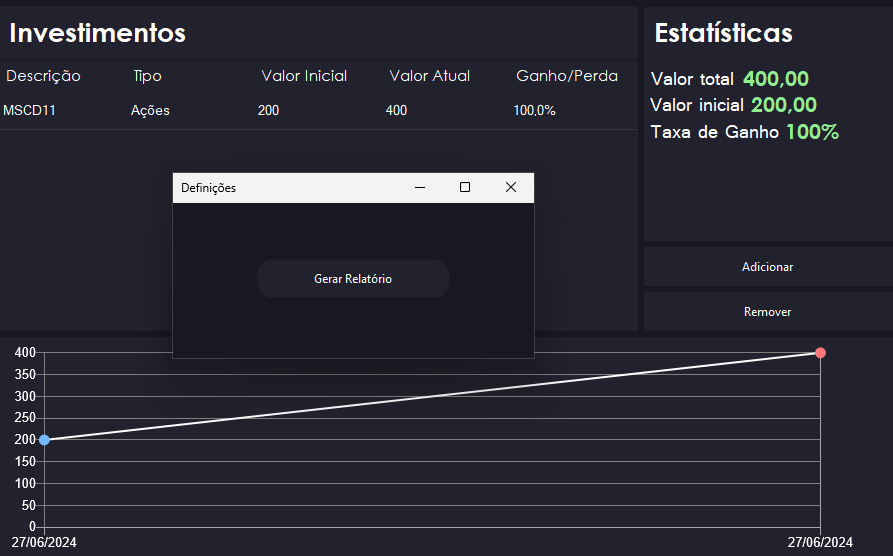 Investimentos
Descrição Tipo Valor Inicial Valor Atual Ganho/Perda
MSCD11 Ações 200 400 100,0%
Estatísticas
Valor total 400,00
Valor inicial 200,00
Taxa de Ganho 100%
Adicionar
Remover
Definições
Gerar Relatório
400
350
300
250
200
150
100
50
0
27/06/2024 27/06/2024